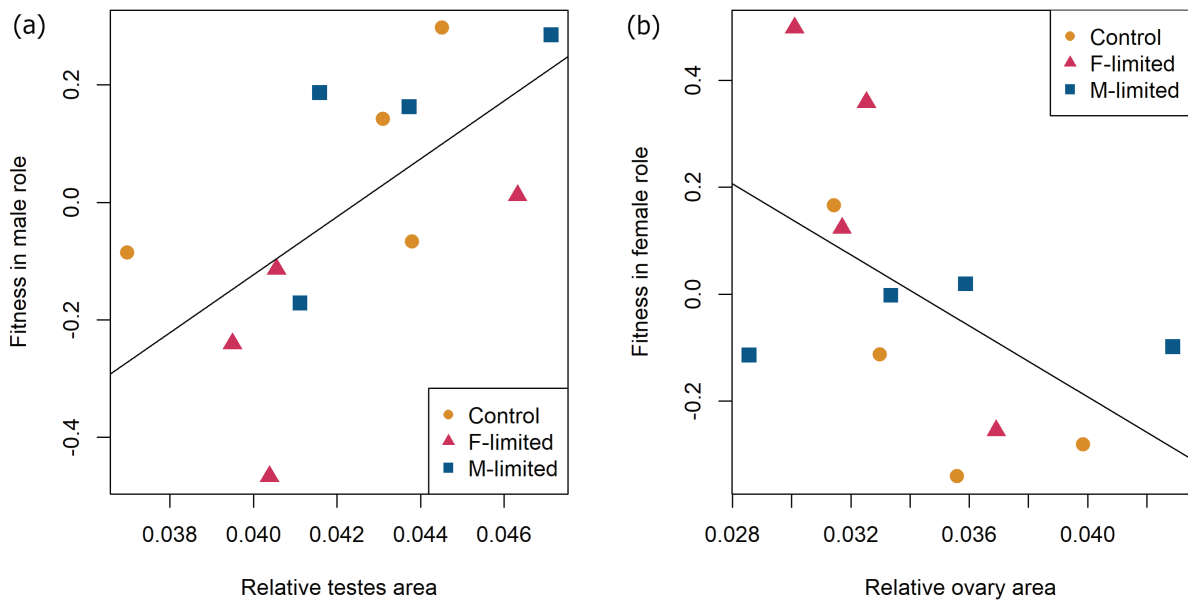 (a)
Fitness in male role
0.2
0.0
-0.2
-0.4
Control
F-limited
M-limited
0.038 0.040 0.042 0.044 0.046
Relative testes area
(b)
Fitness in female role
0.4
0.2
0.0
-0.2
Control
F-limited
M-limited
0.028 0.032 0.036 0.040
Relative ovary area